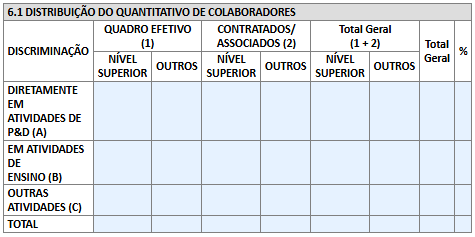 6.1 DISTRIBUIÇÃO DO QUANTITATIVO DE COLABORADORES
DISCRIMINAÇÃO
QUADRO EFETIVO
(1)
CONTRATADOS/
ASSOCIADOS (2)
Total Geral
(1 + 2)
Total
Geral
%
NÍVEL
SUPERIOR
OUTROS
NÍVEL
SUPERIOR
OUTROS
NÍVEL
SUPERIOR
OUTROS
DIRETAMENTE
EM
ATIVIDADES DE
P&D (A)
EM ATIVIDADES
DE
ENSINO (B)
OUTRAS
ATIVIDADES (C)
TOTAL